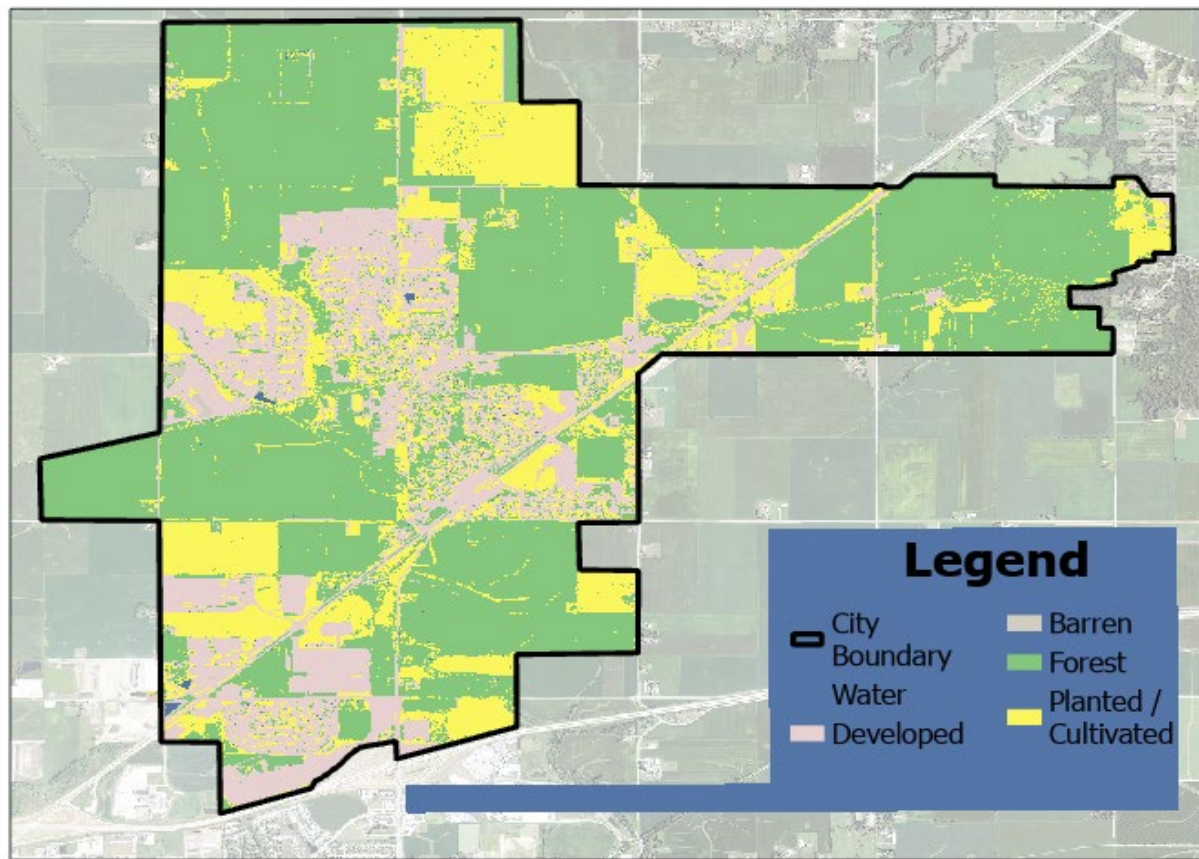 Legend
City
Boundary
Water
Developed
Barren
Forest
Planted /
Cultivated